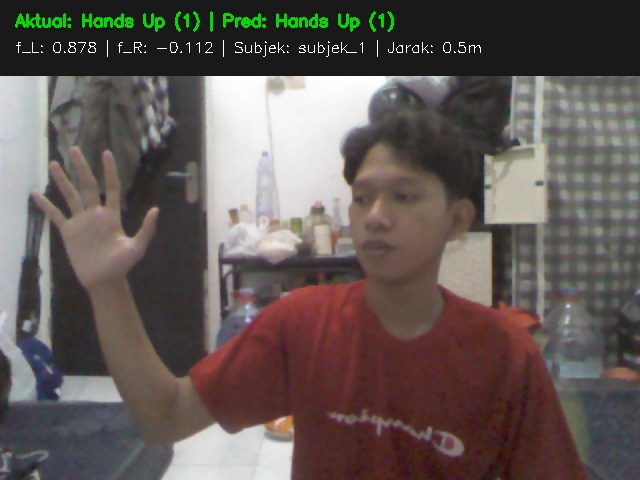 Aktual: Hands Up (1) | Pred: Hands Up (1)
f_L: 0.878 | f_R: −0.112 | Subjek: subjek_1 | Jarak: 0.5m
Champion